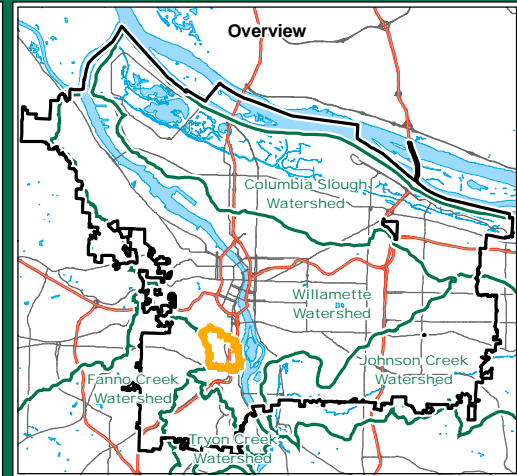 Overview
Columbia Slough
Watershed
Willamette
Watershed
Johnson Creek
Watershed
Fanno Creek
Watershed
Tryon Creek
Watershed